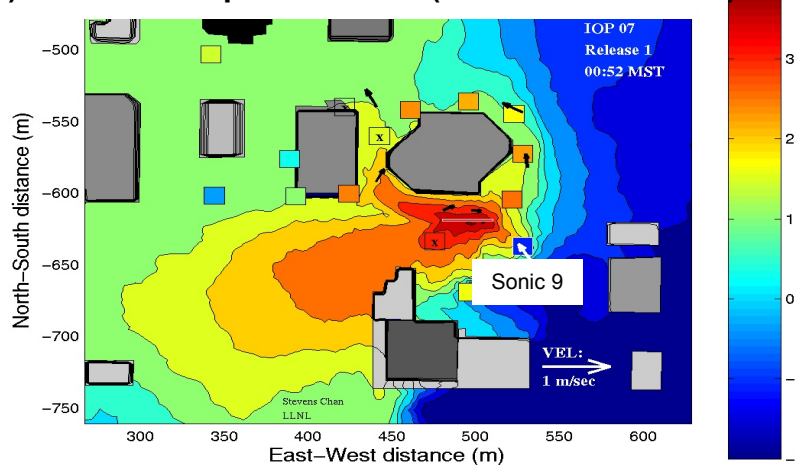 IOP 07
Release 1
00:52 MST
3
2
1
0
−500
−550
−600
−650
−700
−750
North−South distance (m)
x
x
Sonic 9
VEL:
1 m/sec
Stevens Chan
LLNL
300
350
400
450
500
550
600
East−West distance (m)